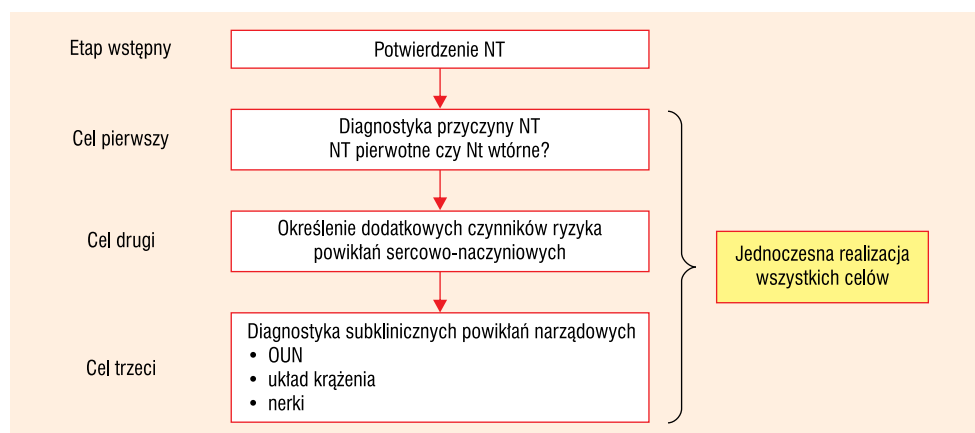 Etap wstępny
Potwierdzenie NT
Cel pierwszy
Diagnostyka przyczyny NT
NT pierwotne czy Nt wtórne?
Cel drugi
Określenie dodatkowych czynników ryzyka
powikłań sercowo-naczyniowych
Jednoczesna realizacja
wszystkich celów
Cel trzeci
Diagnostyka subklinicznych powikłań narządowych
• OUN
• układ krążenia
• nerki